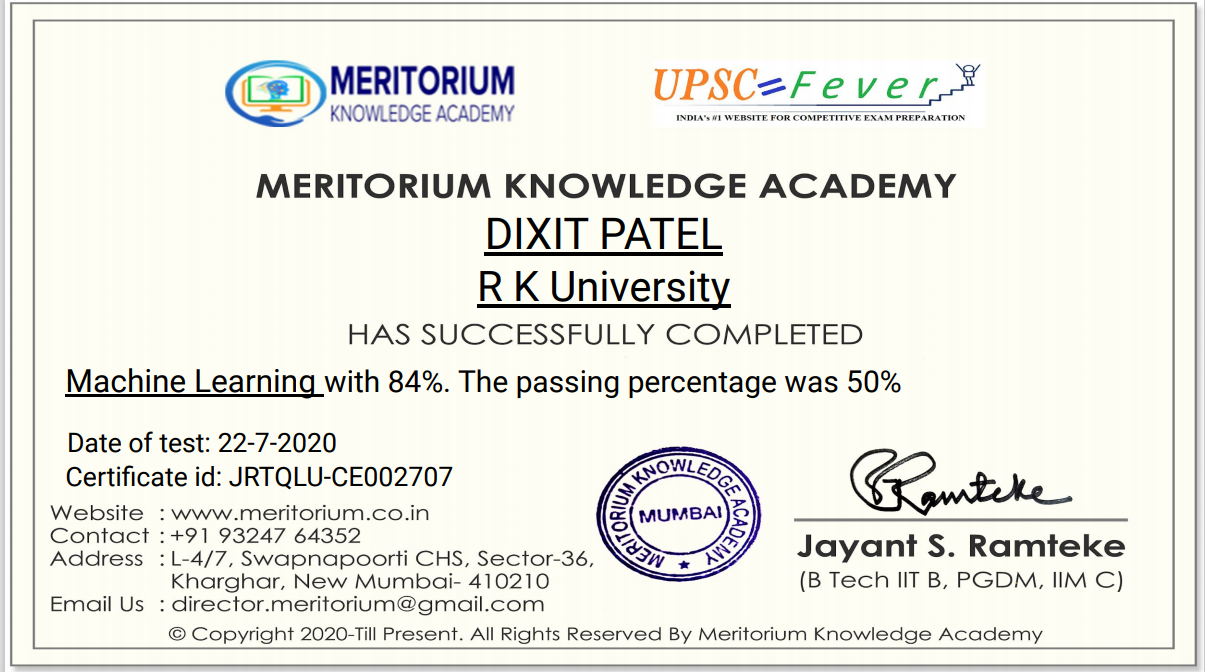 MERITORIUM
KNOWLEDGE ACADEMY
UPSC=Fever
INDIA's #1 WEBSITE FOR COMPETITIVE EXAM PREPARATION
MERITORIUM KNOWLEDGE ACADEMY
DIXIT PATEL
R K University
HAS SUCCESSFULLY COMPLETED
Machine Learning with 84%. The passing percentage was 50%
Date of test: 22-7-2020
Certificate id: JRTQLU-CE002707
Website : www.meritorium.co.in
Contact : +91 93247 64352
Address : L-4/7, Swapnapoorti CHS, Sector-36,
Kharghar, New Mumbai- 410210
Email Us : director.meritorium@gmail.com
MERITORIUM KNOWLEDGE ACADEMY ★
MUMBAI
Ramteke
Jayant S. Ramteke
(B Tech IIT B, PGDM, IIM C)
© Copyright 2020-Till Present. All Rights Reserved By Meritorium Knowledge Academy